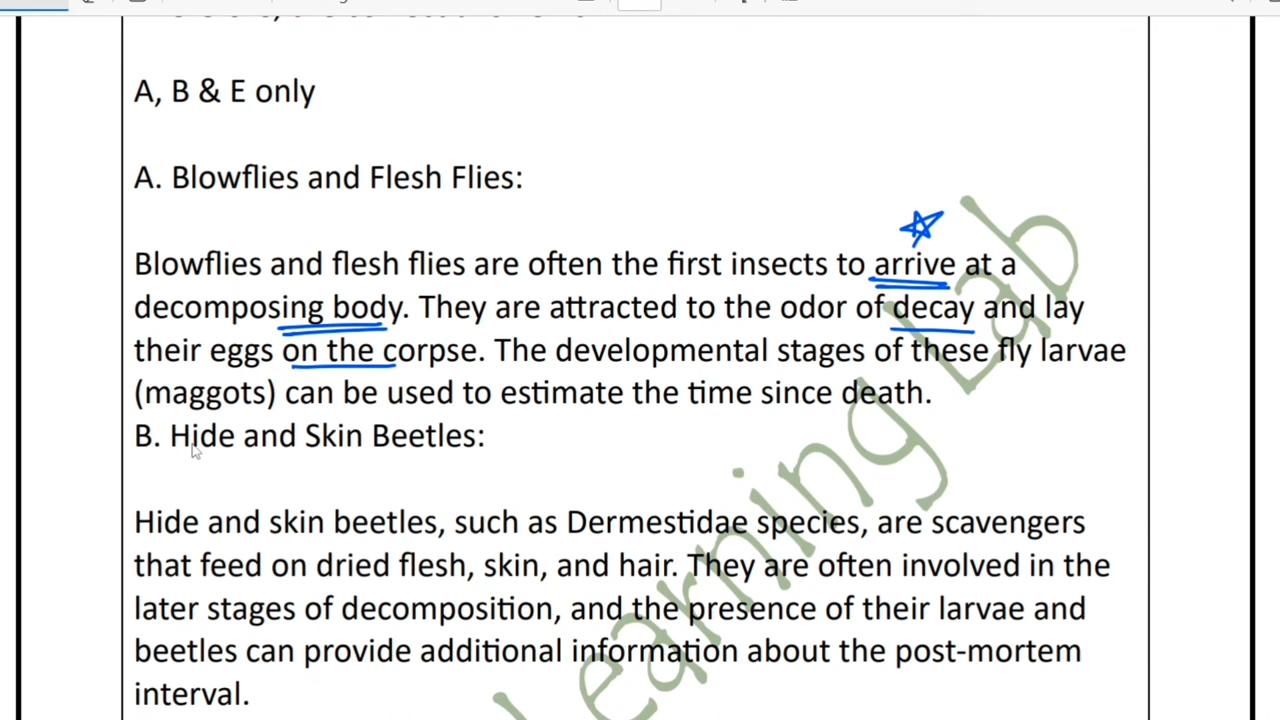 A, B & E only
A. Blowflies and Flesh Flies:
Blowflies and flesh flies are often the first insects to arrive at a
decomposing body. They are attracted to the odor of decay and lay
their eggs on the corpse. The developmental stages of these fly larvae
(maggots) can be used to estimate the time since death.
B. Hide and Skin Beetles:
Hide and skin beetles, such as Dermestidae species, are scavengers
that feed on dried flesh, skin, and hair. They are often involved in the
later stages of decomposition, and the presence of their larvae and
beetles can provide additional information about the post-mortem
interval.
Learning Lab